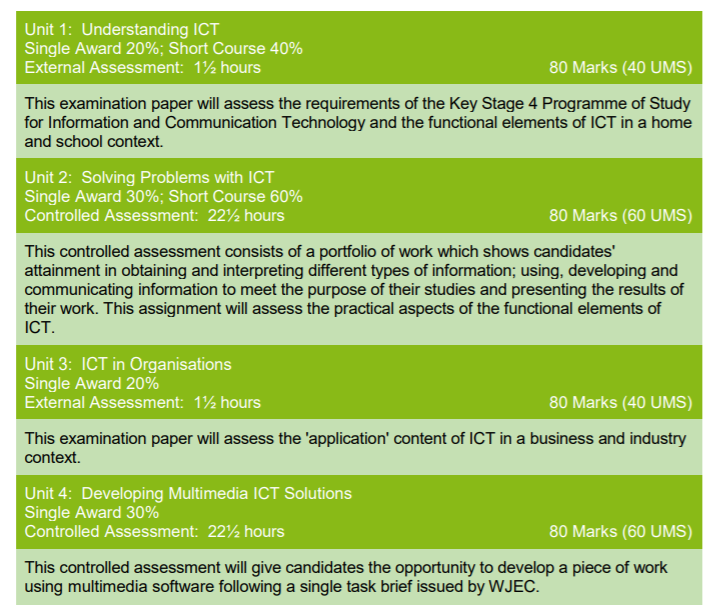 Unit 1:  Understanding ICT
Single Award 20%; Short Course 40%
External Assessment:  1½ hours 80 Marks (40 UMS)
This examination paper will assess the requirements of the Key Stage 4 Programme of Study
for Information and Communication Technology and the functional elements of ICT in a home
and school context.
Unit 2:  Solving Problems with ICT
Single Award 30%; Short Course 60%
Controlled Assessment:  22½ hours 80 Marks (60 UMS)
This controlled assessment consists of a portfolio of work which shows candidates'
attainment in obtaining and interpreting different types of information; using, developing and
communicating information to meet the purpose of their studies and presenting the results of
their work. This assignment will assess the practical aspects of the functional elements of
ICT.
Unit 3:  ICT in Organisations
Single Award 20%
External Assessment:  1½ hours 80 Marks (40 UMS)
This examination paper will assess the 'application' content of ICT in a business and industry
context.
Unit 4:  Developing Multimedia ICT Solutions
Single Award 30%
Controlled Assessment:  22½ hours 80 Marks (60 UMS)
This controlled assessment will give candidates the opportunity to develop a piece of work
using multimedia software following a single task brief issued by WJEC.